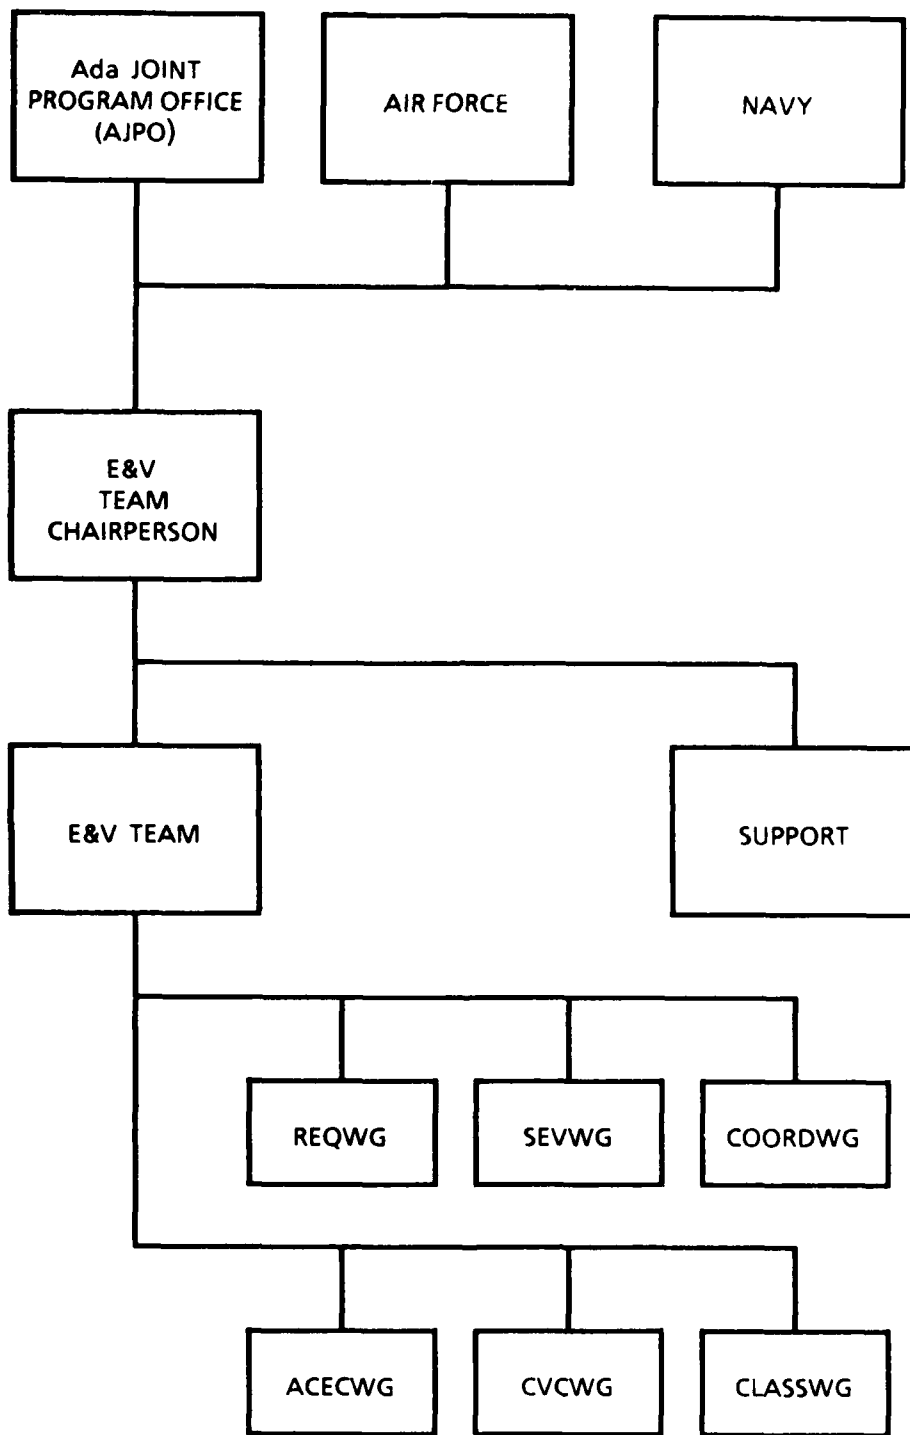 Ada JOINT
PROGRAM OFFICE
(AJPO)
AIR FORCE
NAVY
E&V
TEAM
CHAIRPERSON
E&V TEAM
SUPPORT
REQWG
SEVWG
COORDWG
ACECWG
CVCWG
CLASSWG